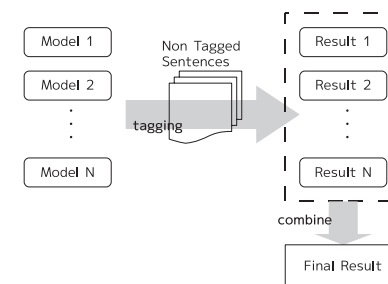 Model 1
Model 2
Model N
Non Tagged
Sentences
tagging
Result 1
Result 2
Result N
combine
Final Result